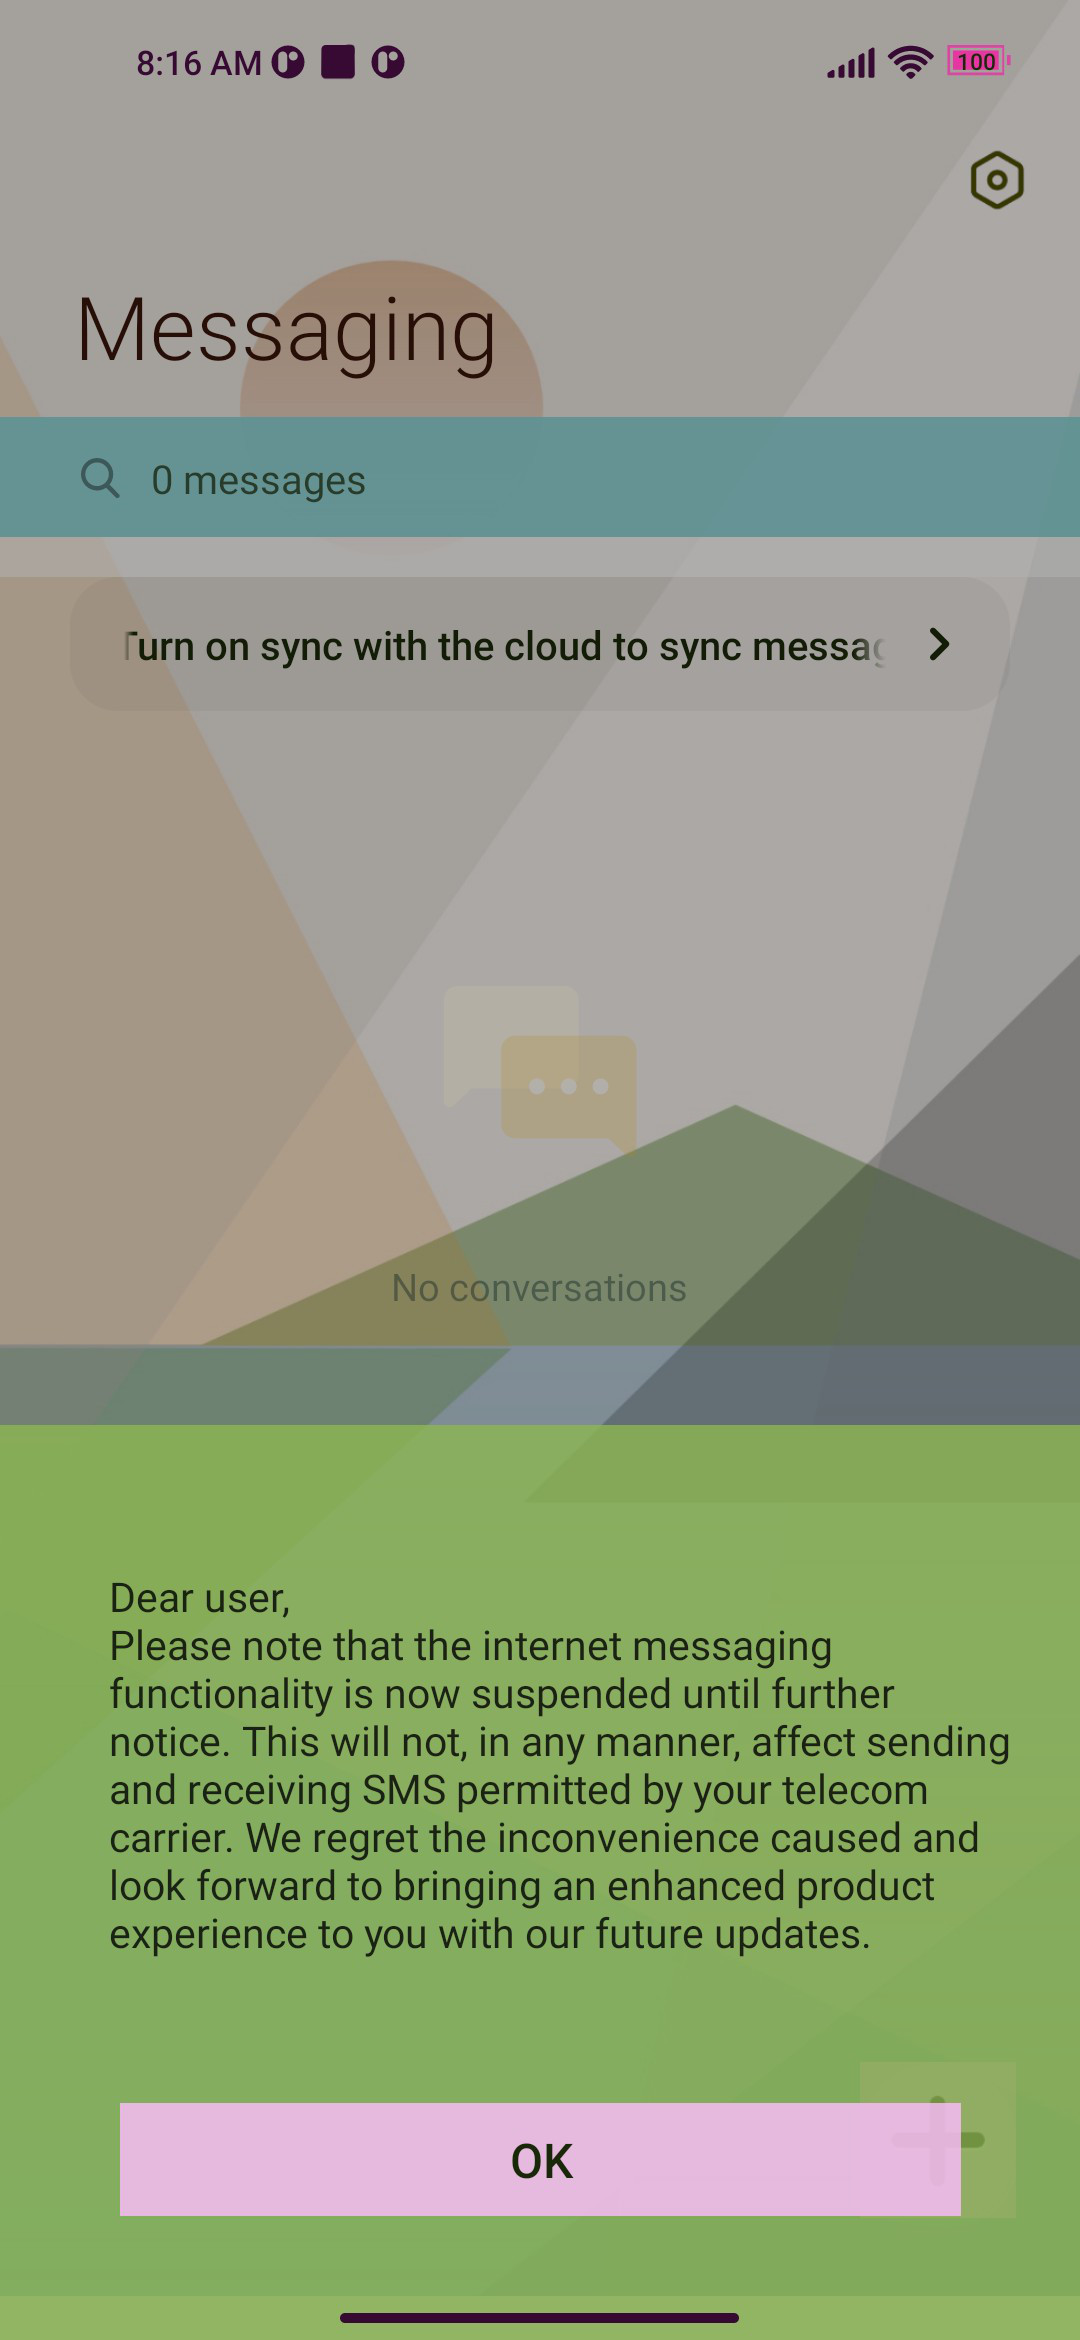 8:16 AM
100
Messaging
0 messages
Turn on sync with the cloud to sync
No conversations
Dear user,
Please note that the internet messaging
functionality is now suspended until further
notice. This will not, in any manner, affect sending
and receiving SMS permitted by your telecom
carrier. We regret the inconvenience caused and
look forward to bringing an enhanced product
experience to you with our future updates.
OK